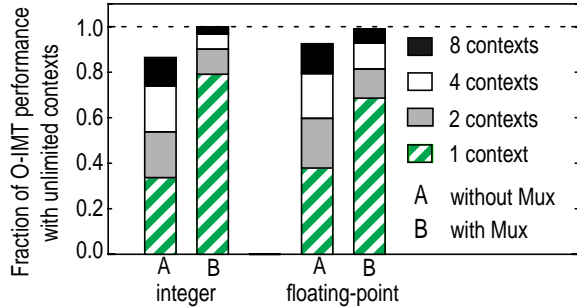 Fraction of O-IMT performance
with unlimited contexts
1.0
0.8
0.6
0.4
0.2
0.0
8 contexts
4 contexts
2 contexts
1 context
A without Mux
B with Mux
A B A B
integer floating-point